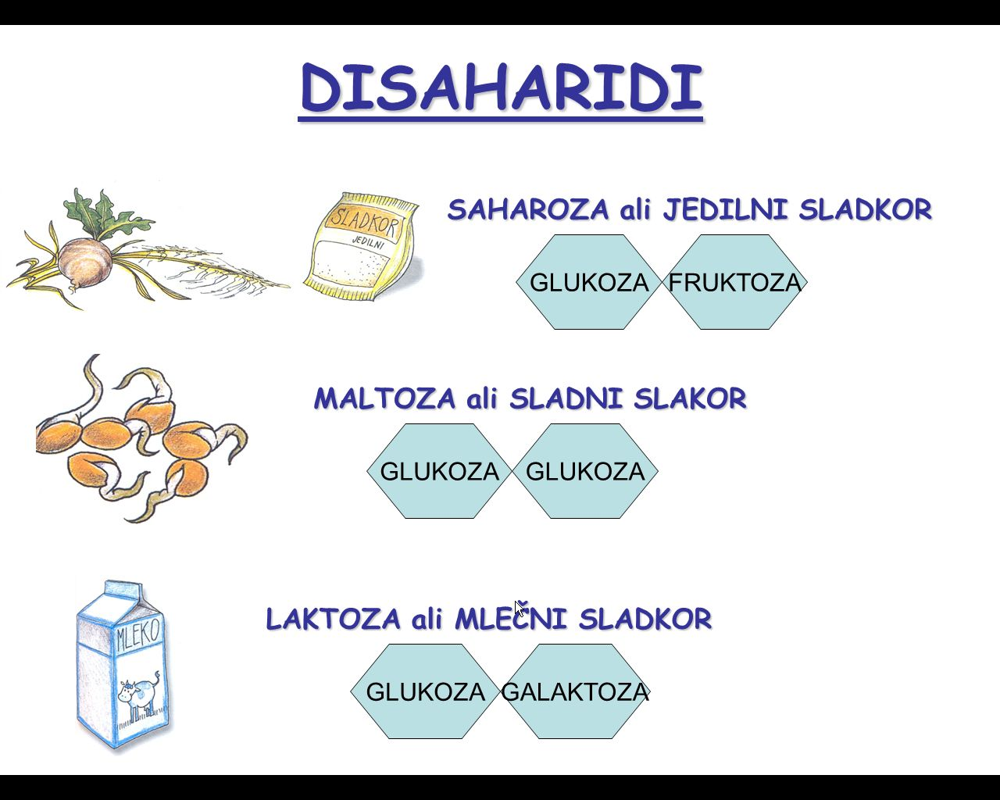 DISAHARIDI
SLADKOR
JEDILNI
SAHAROZA ali JEDILNI SLADKOR
GLUKOZA FRUKTOZA
MALTOZA ali SLADNI SLAKOR
GLUKOZA GLUKOZA
MLEKO
LAKTOZA ali MLEČNI SLADKOR
GLUKOZA GALAKTOZA